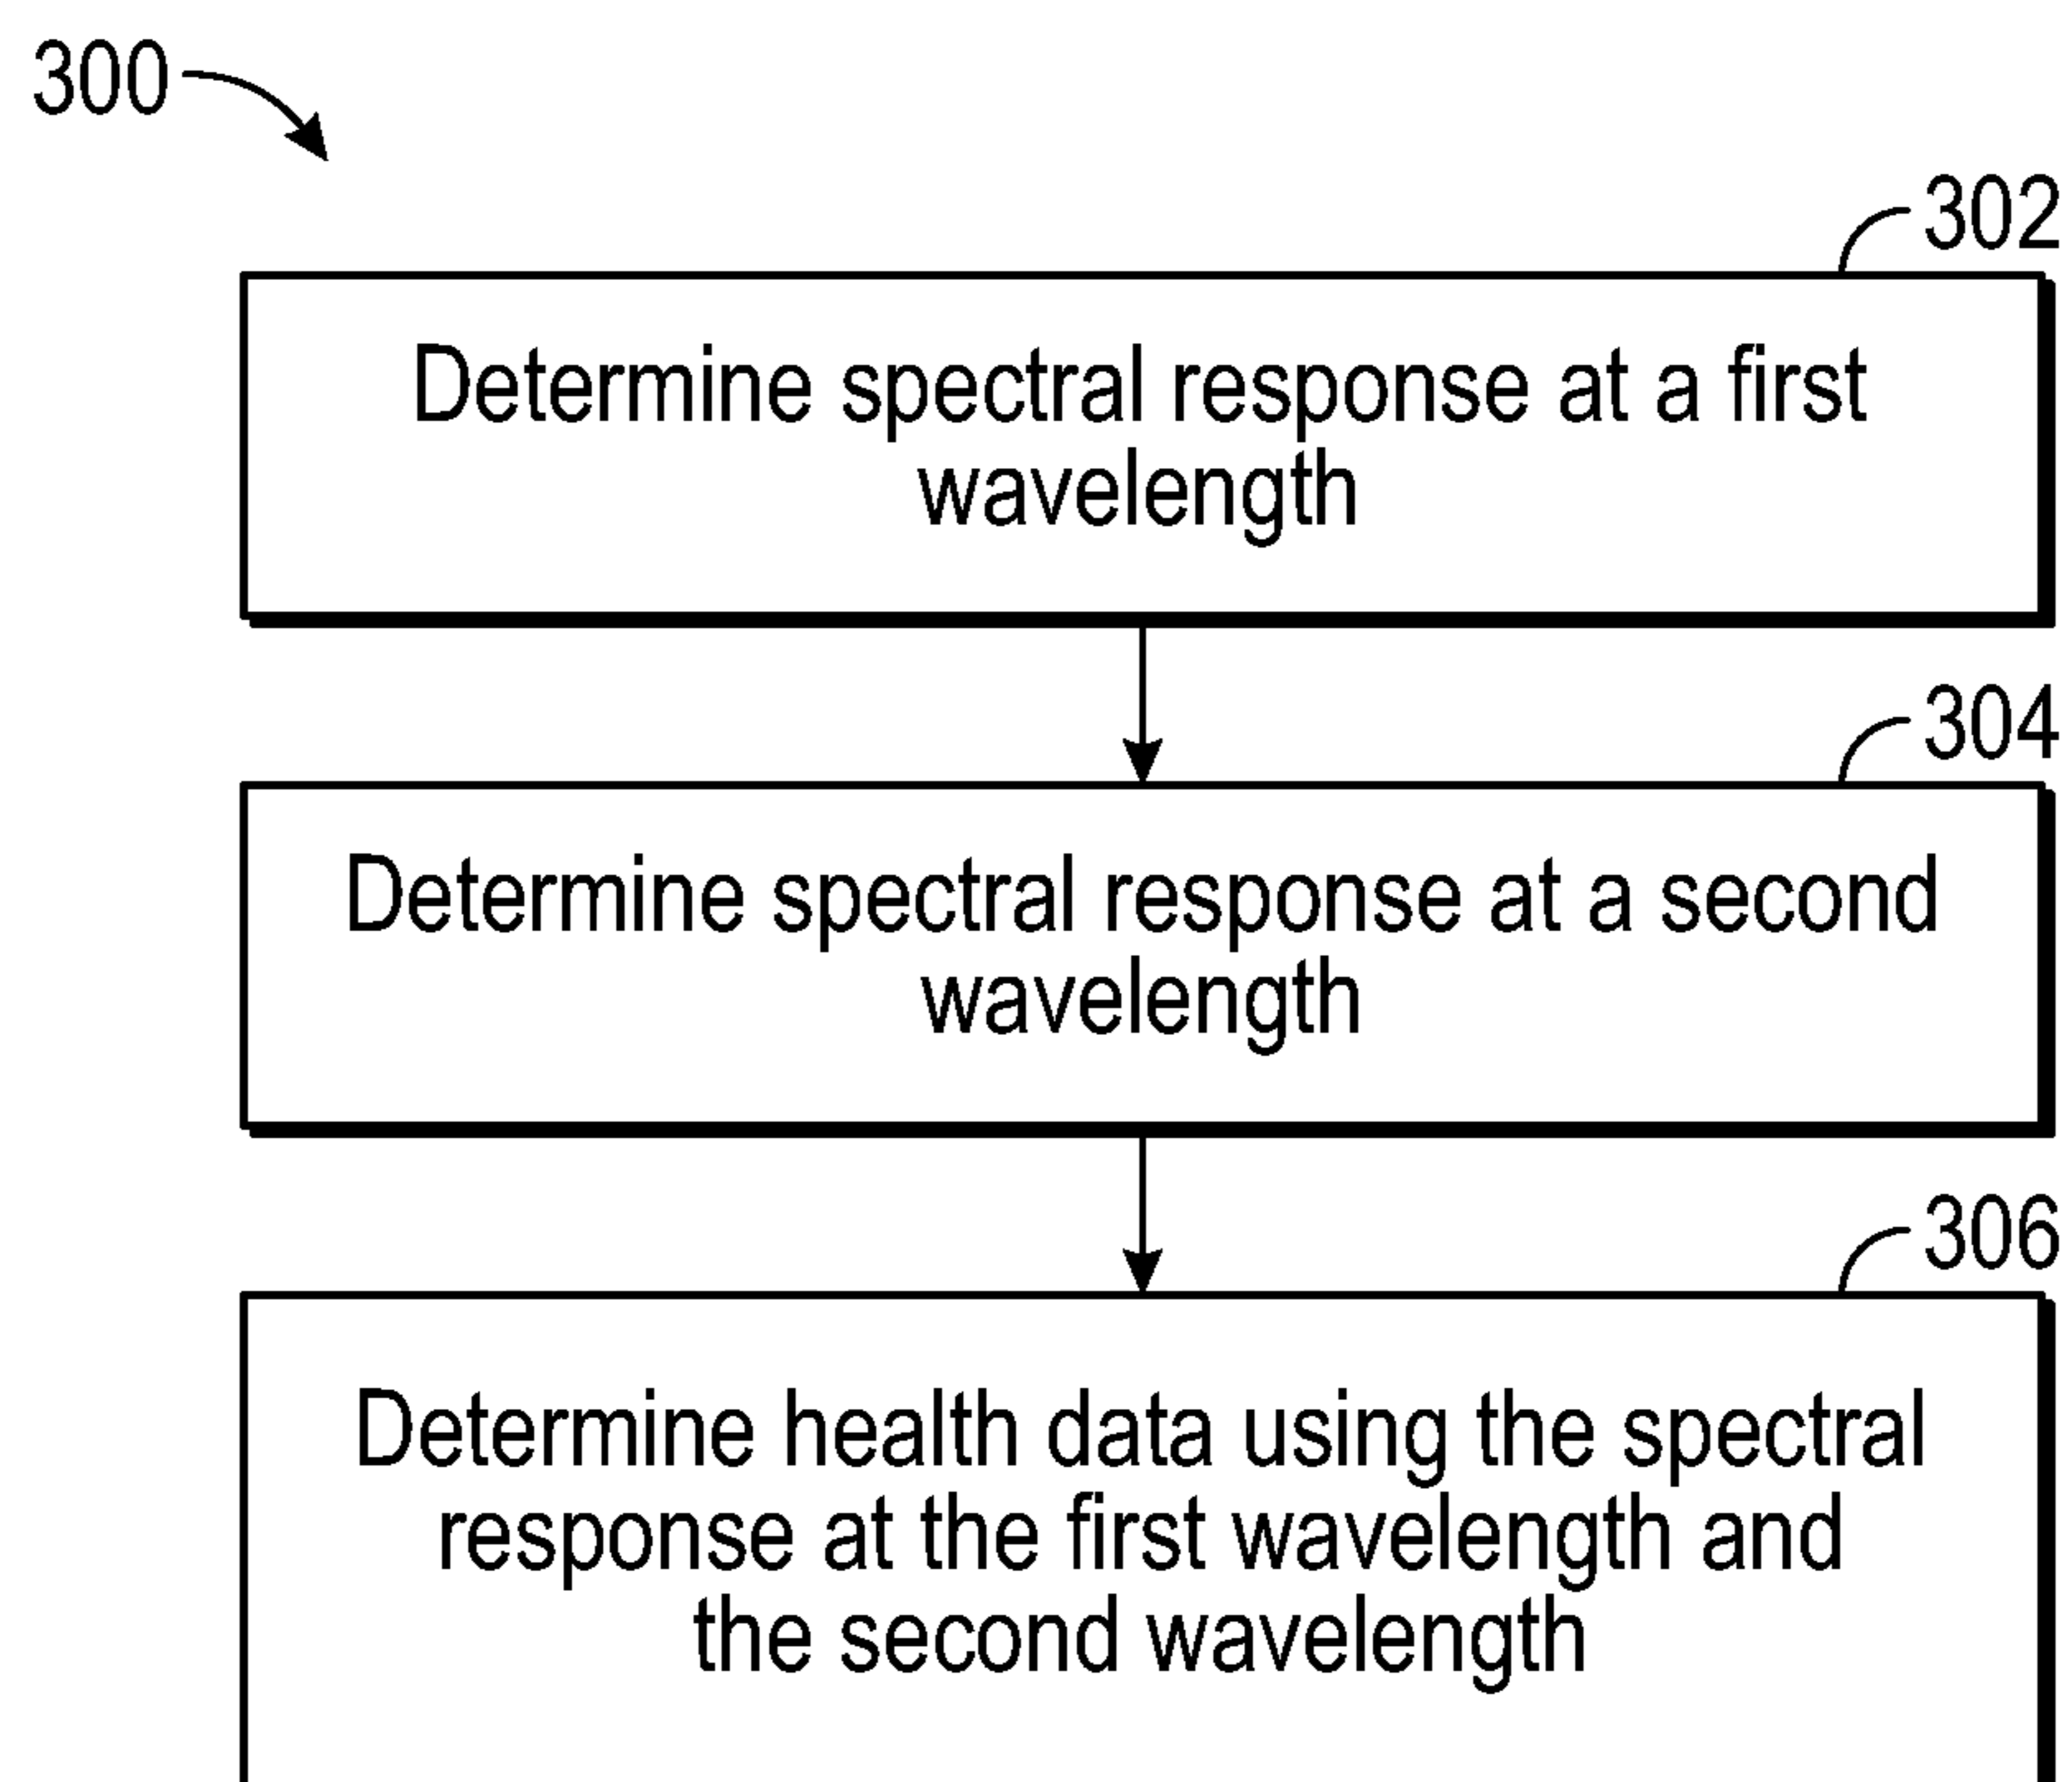 300
302
Determine spectral response at a first
wavelength
304
Determine spectral response at a second
wavelength
306
Determine health data using the spectral
response at the first wavelength and
the second wavelength